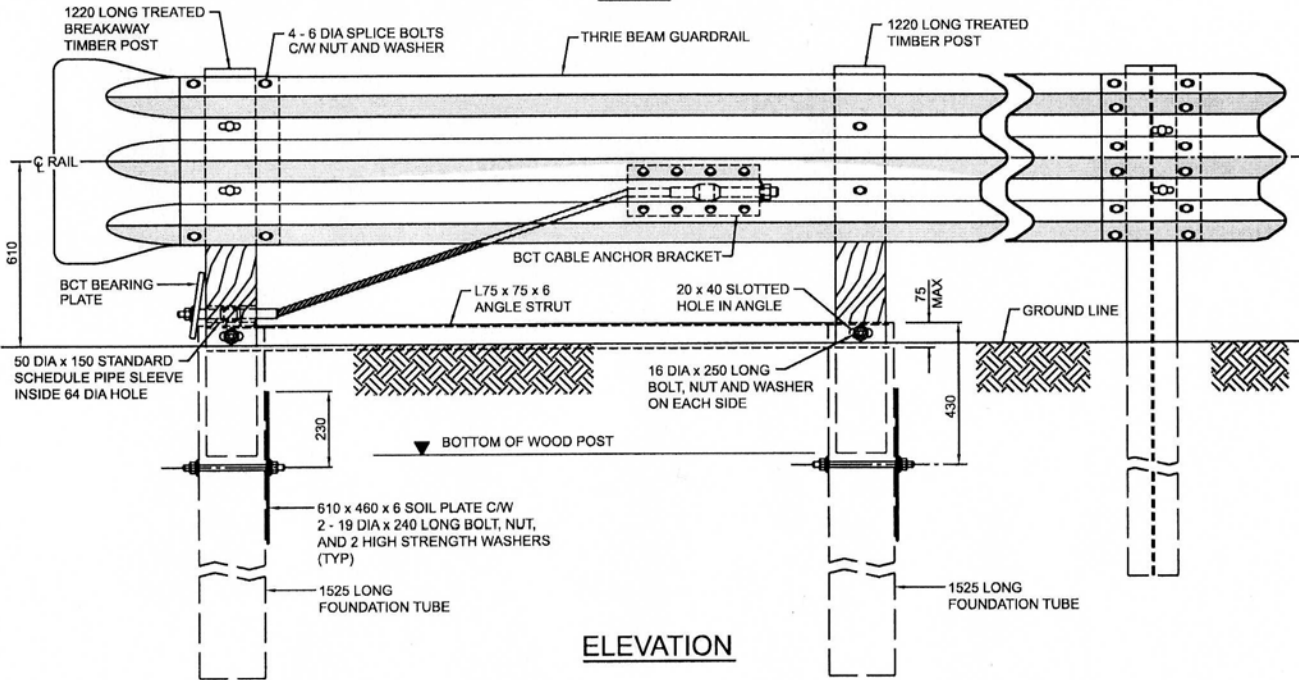 1220 LONG TREATED
BREAKAWAY
TIMBER POST
4 - 6 DIA SPLICE BOLTS
C/W NUT AND WASHER
THRIE BEAM GUARDRAIL
1220 LONG TREATED
TIMBER POST
℄ RAIL
610
BCT CABLE ANCHOR BRACKET
BCT BEARING
PLATE
L75 x 75 x 6
ANGLE STRUT
20 x 40 SLOTTED
HOLE IN ANGLE
75
MAX
GROUND LINE
50 DIA x 150 STANDARD
SCHEDULE PIPE SLEEVE
INSIDE 64 DIA HOLE
16 DIA x 250 LONG
BOLT, NUT AND WASHER
ON EACH SIDE
230
430
BOTTOM OF WOOD POST
610 x 460 x 6 SOIL PLATE C/W
2 - 19 DIA x 240 LONG BOLT, NUT,
AND 2 HIGH STRENGTH WASHERS
(TYP)
1525 LONG
FOUNDATION TUBE
1525 LONG
FOUNDATION TUBE
ELEVATION